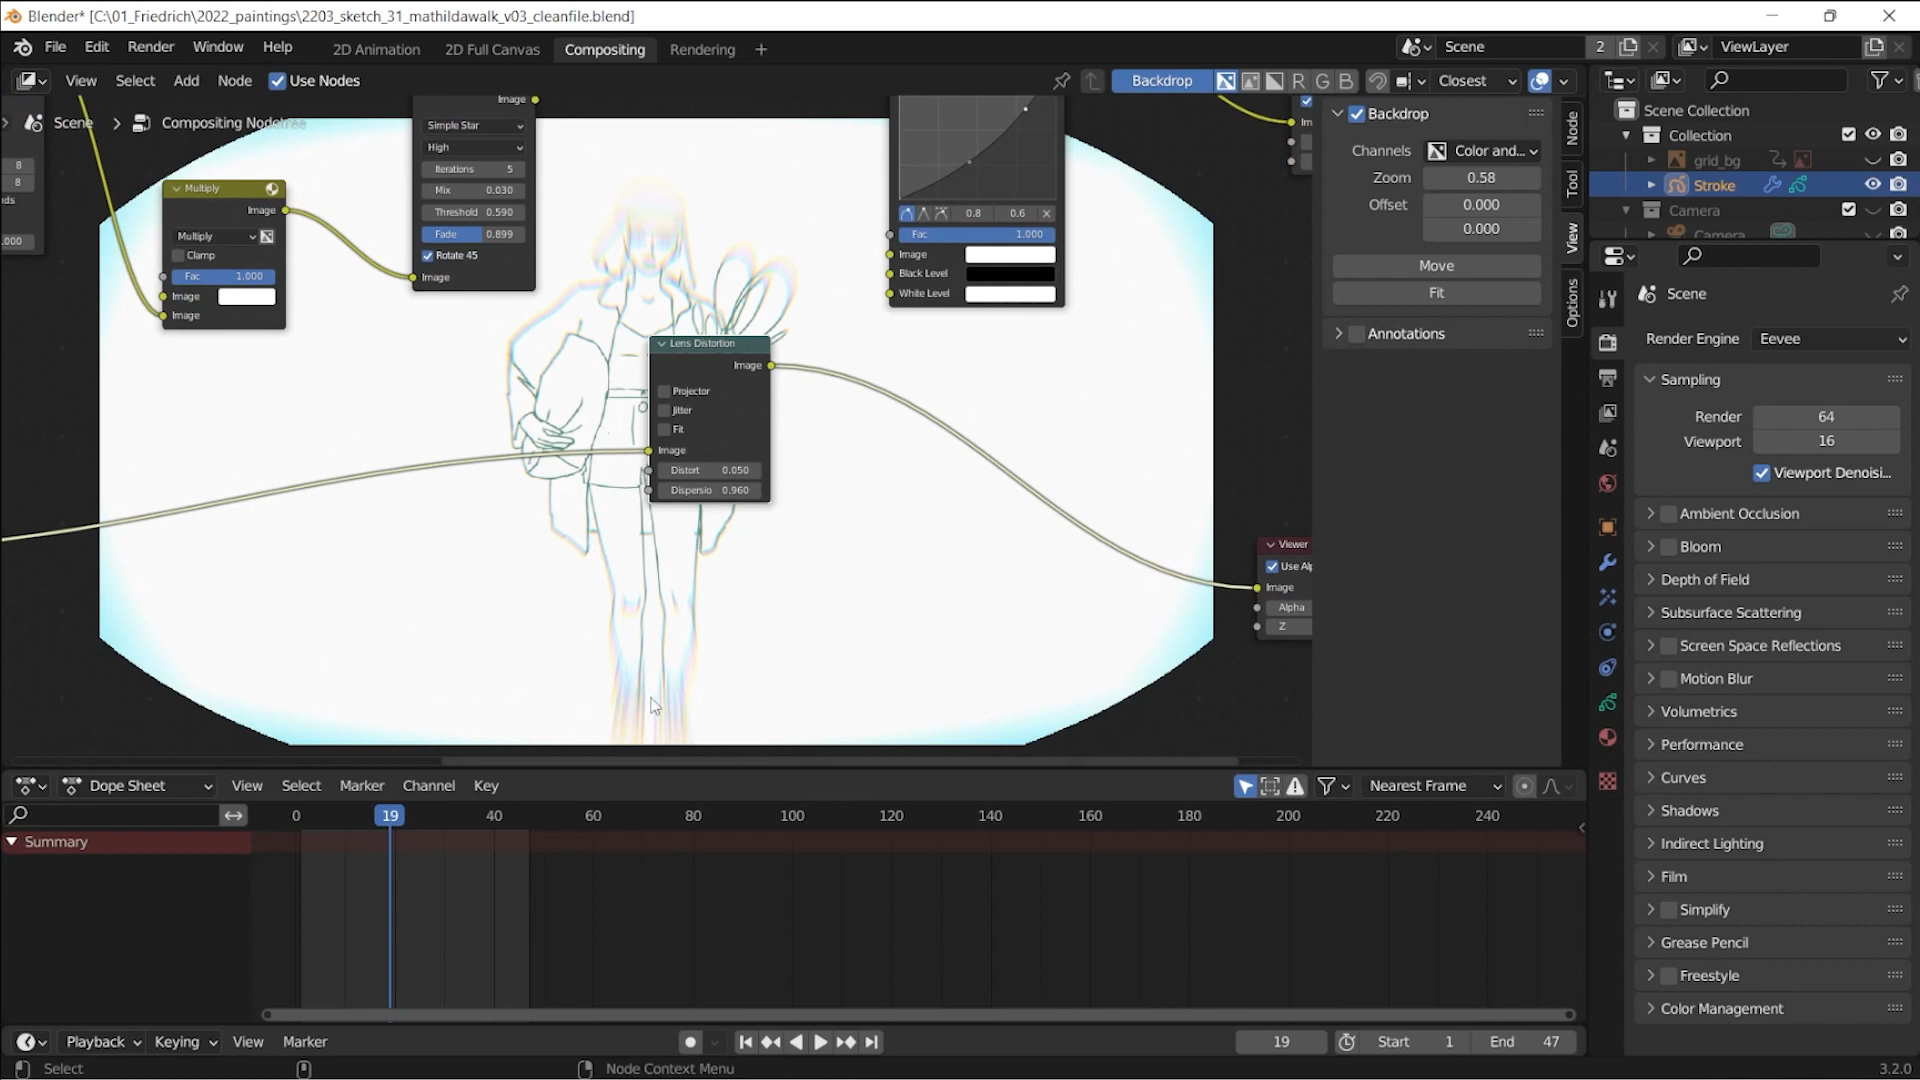 Blender* [C:\01_Friedrich\2022_paintings\2203_sketch_31_mathildawalk_v03_cleanfile.blend]
File Edit Render Window Help 2D Animation 2D Full Canvas Compositing Rendering + Scene 2 ViewLayer
View Select Add Node Use Nodes Backdrop R G B Closest
Scene > Compositing Nodetree
8
8
.000
Multiply
Image
Multiply
Clamp
Fac 1.000
Image
Image
Image
Simple Star
High
Iterations 5
Mix 0.030
Threshold 0.590
Fade 0.899
Rotate 45
Image
0.8 0.6
Fac 1.000
Image
Black Level
White Level
Lens Distortion
Image
Projector
Jitter
Fit
Image
Distort 0.050
Dispersio 0.960
Im
Viewer
Use Alp
Image
Alpha
Z
Backdrop
Channels Color and...
Zoom 0.58
Offset 0.000
0.000
Move
Fit
Annotations
Node
Tool
View
Options
Scene Collection
Collection
grid_bg
Stroke
Camera
Camera
Scene
Render Engine Eevee
Sampling
Render 64
Viewport 16
Viewport Denoisi...
Ambient Occlusion
Bloom
Depth of Field
Subsurface Scattering
Screen Space Reflections
Motion Blur
Volumetrics
Performance
Curves
Shadows
Indirect Lighting
Film
Simplify
Grease Pencil
Freestyle
Color Management
Dope Sheet View Select Marker Channel Key Nearest Frame
0 19 40 60 80 100 120 140 160 180 200 220 240
Summary
Playback Keying View Marker 19 Start 1 End 47
Select Node Context Menu 3.2.0